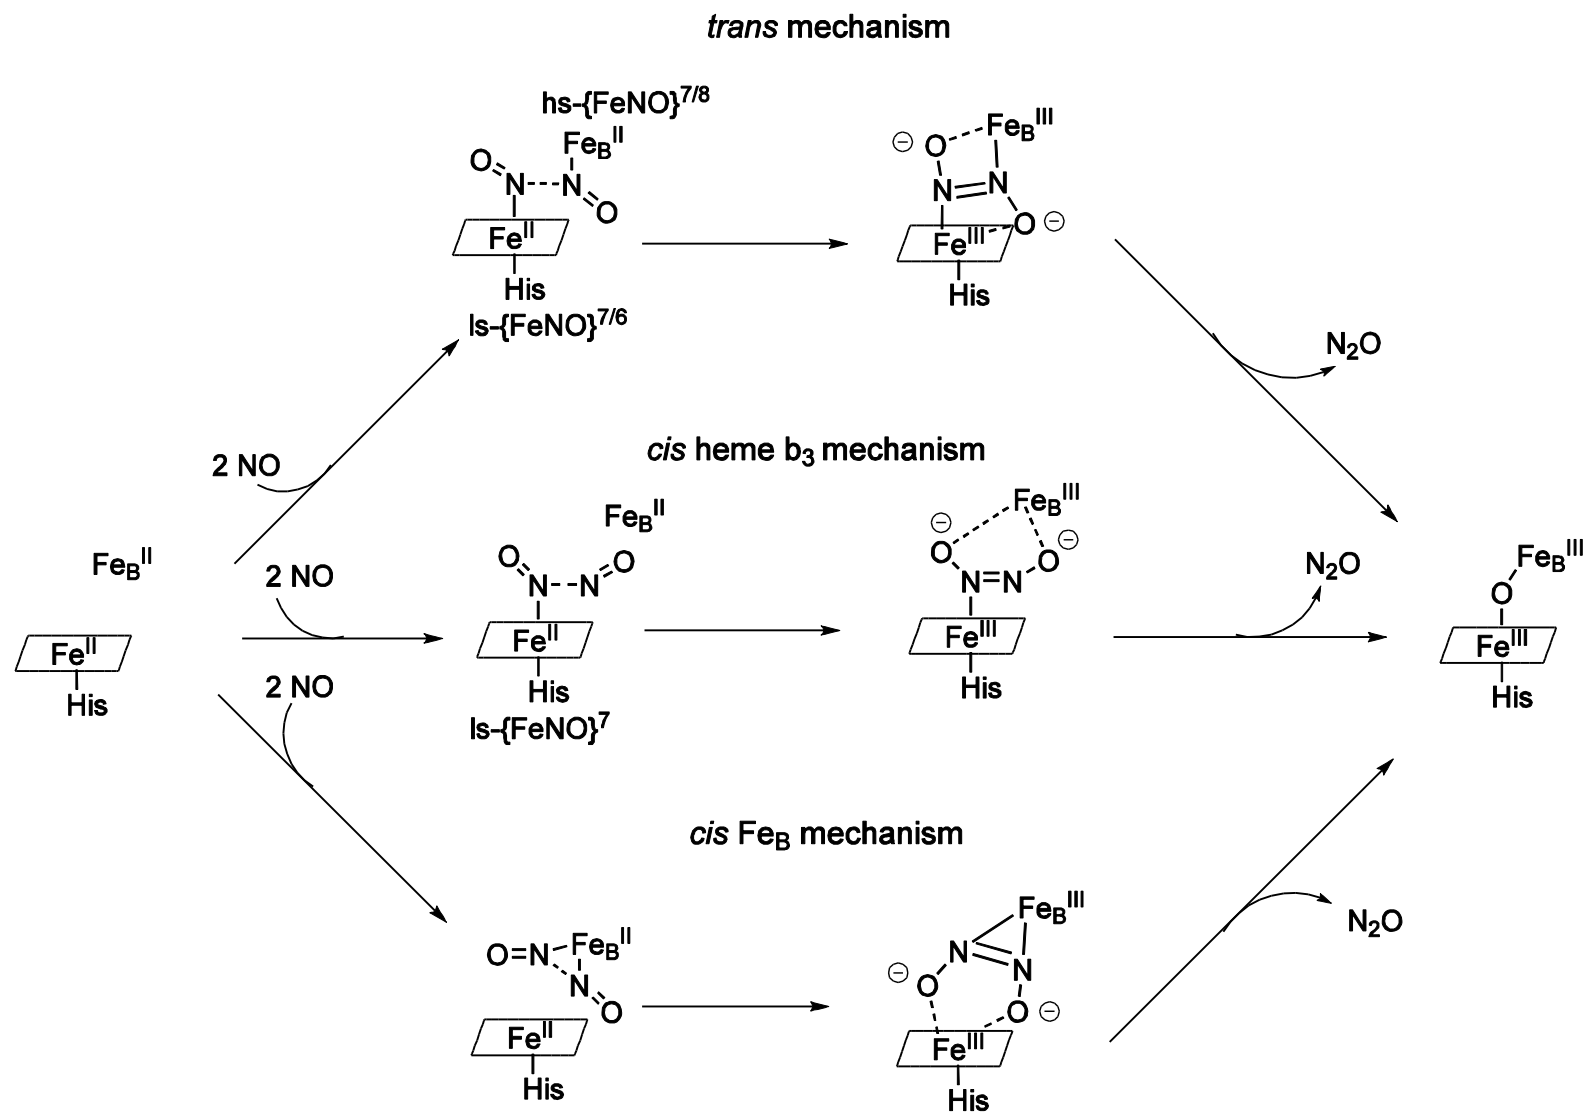 trans mechanism
hs-{FeNO}7/8
FeBII
O
N
N
O
FeII
His
ls-{FeNO}7/6
⊖
O
FeBIII
N
N
O
⊖
FeIII
His
N2O
2 NO
cis heme b3 mechanism
FeBII
FeII
His
2 NO
2 NO
FeBII
O
O
N
N
FeII
His
ls-{FeNO}7
FeBIII
⊖
⊖
O
O
N
N
FeIII
His
N2O
FeBIII
O
FeIII
His
cis FeB mechanism
O
N
FeBII
N
O
FeII
His
FeBIII
N
N
⊖
O
O
⊖
FeIII
His
N2O